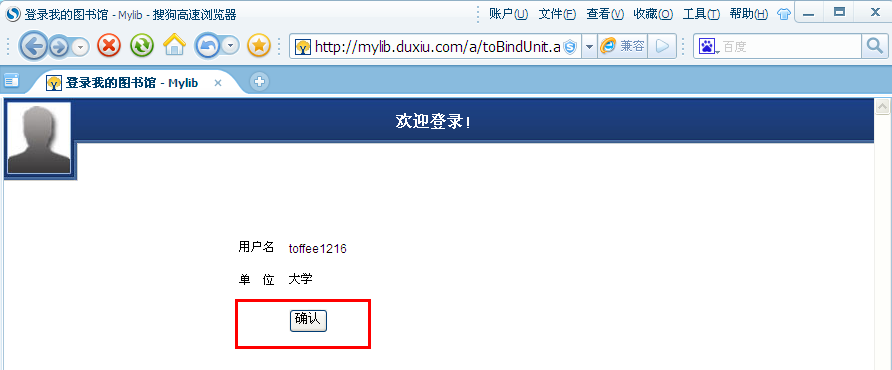 登录我的图书馆 - Mylib - 搜狗高速浏览器
账户(U) 文件(F) 查看(V) 收藏(O) 工具(T) 帮助(H)
http://mylib.duxiu.com/a/toBindUnit.a 兼容 百度
登录我的图书馆 - Mylib
欢迎登录!
用户名 toffee1216
单 位 大学
确认